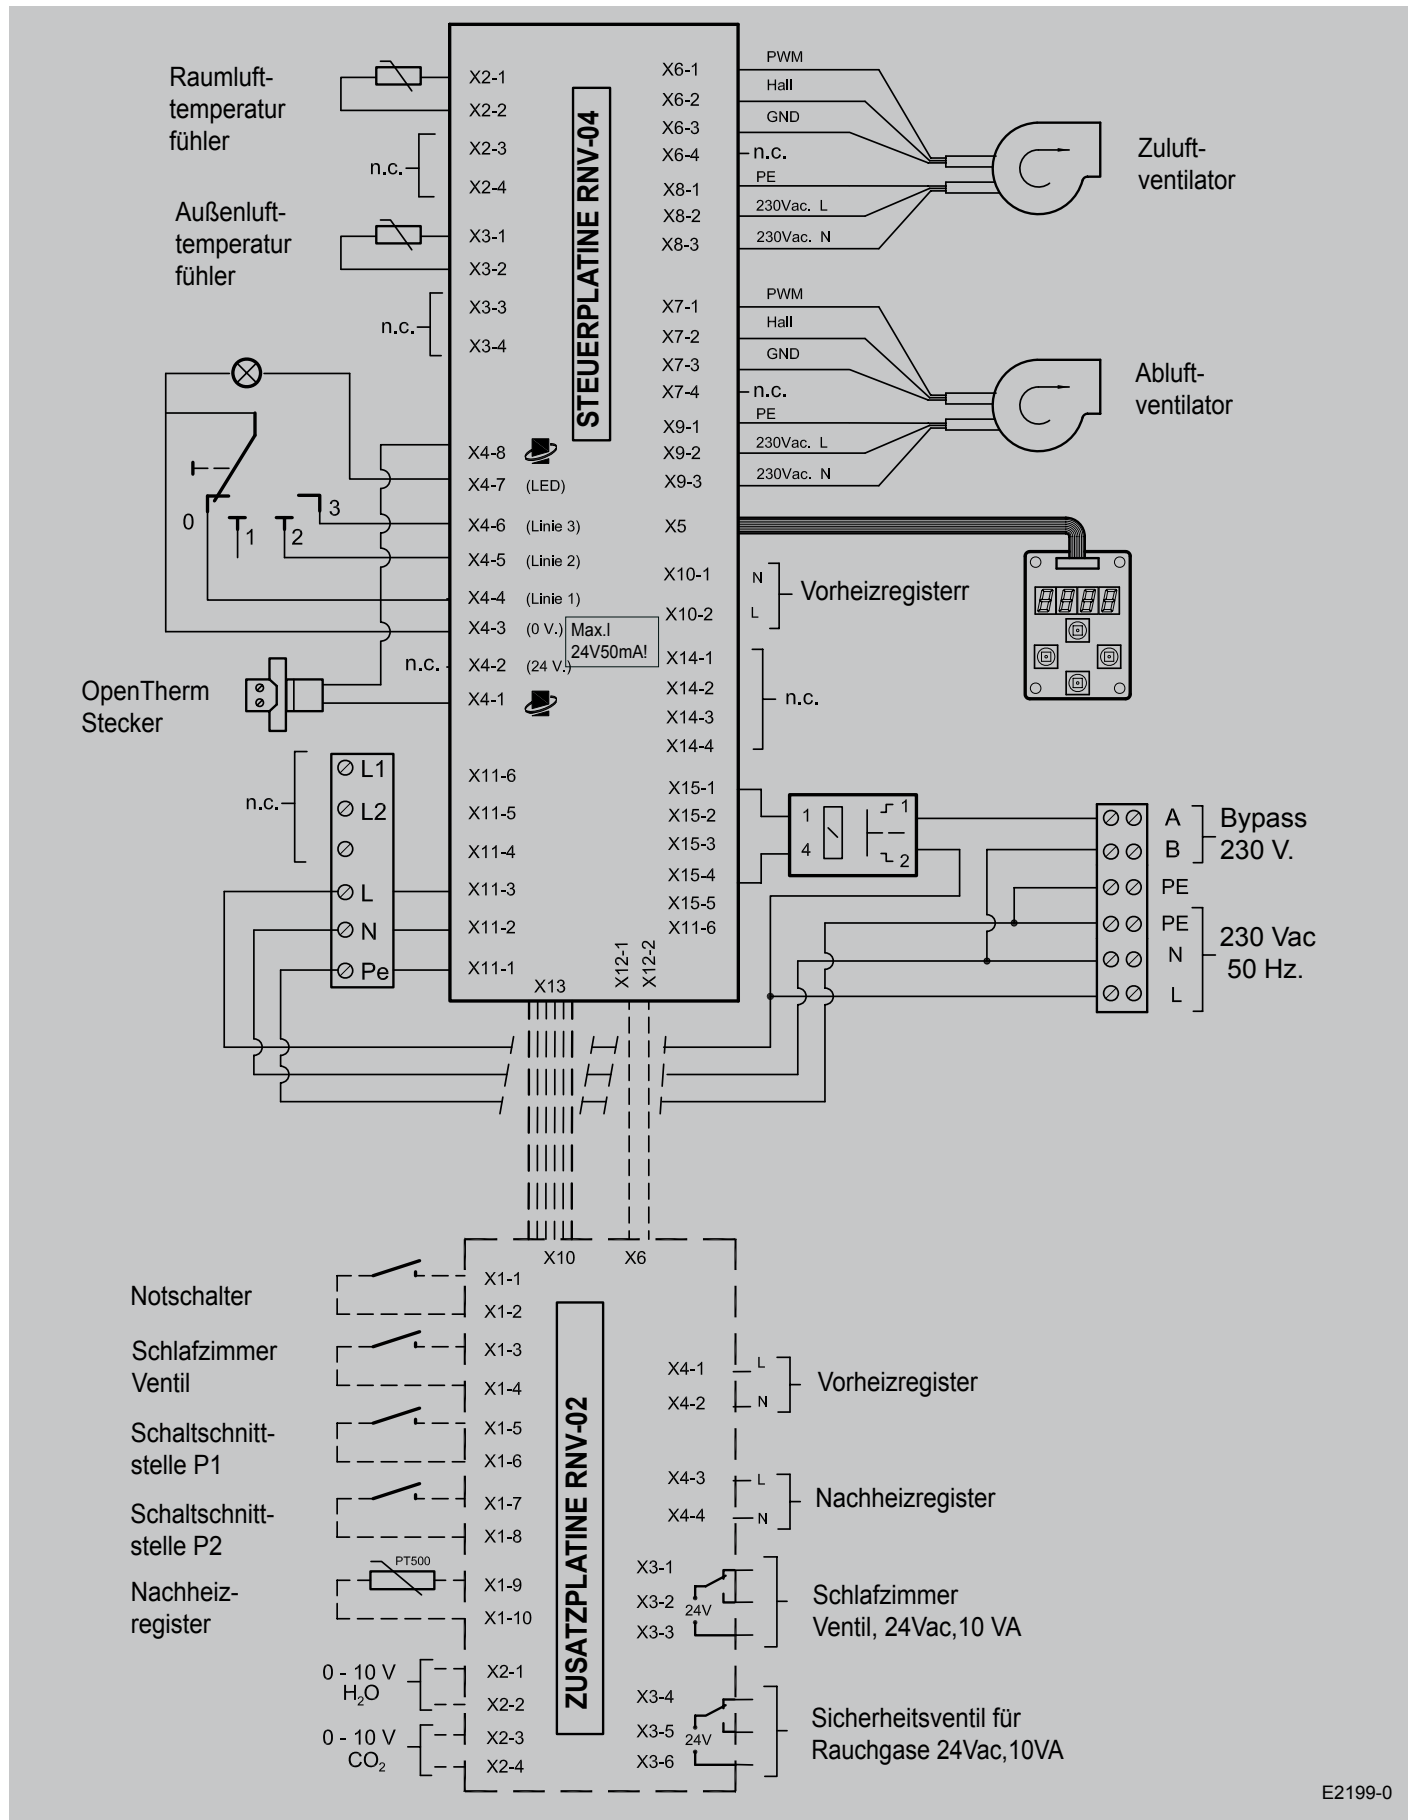 Raumluft-
temperatur
fühler
X2-1
X2-2
n.c.
X2-3
X2-4
Außenluft-
temperatur
fühler
X3-1
X3-2
n.c.
X3-3
X3-4
STEUERPLATINE RNV-04
X4-8
X4-7 (LED)
X4-6 (Linie 3)
X4-5 (Linie 2)
X4-4 (Linie 1)
X4-3 (0 V.)
n.c. X4-2 (24 V.)
X4-1
Max.I
24V50mA!
0
1
2
3
OpenTherm
Stecker
n.c.
L1
L2
L
N
Pe
X11-6
X11-5
X11-4
X11-3
X11-2
X11-1
X13
X12-1
X12-2
X6-1 PWM
X6-2 Hall
X6-3 GND
X6-4 n.c.
X8-1 PE
X8-2 230Vac. L
X8-3 230Vac. N
Zuluft-
ventilator
X7-1 PWM
X7-2 Hall
X7-3 GND
X7-4 n.c.
X9-1 PE
X9-2 230Vac. L
X9-3 230Vac. N
Abluft-
ventilator
X5
8888
X10-1 N
X10-2 L
Vorheizregisterr
X14-1
X14-2
X14-3
X14-4
n.c.
X15-1
X15-2
X15-3
X15-4
X15-5
X11-6
1
4
1
2
A
B
Bypass
230 V.
PE
PE
N
L
230 Vac
50 Hz.
X10
X6
ZUSATZPLATINE RNV-02
Notschalter
X1-1
X1-2
Schlafzimmer
Ventil
X1-3
X1-4
Schaltschnitt-
stelle P1
X1-5
X1-6
Schaltschnitt-
stelle P2
X1-7
X1-8
Nachheiz-
register
PT500
X1-9
X1-10
0 - 10 V
H₂O
X2-1
X2-2
0 - 10 V
CO₂
X2-3
X2-4
X4-1 L
X4-2 N
Vorheizregister
X4-3 L
X4-4 N
Nachheizregister
X3-1
X3-2
X3-3
24V
Schlafzimmer
Ventil, 24Vac,10 VA
X3-4
X3-5
X3-6
24V
Sicherheitsventil für
Rauchgase 24Vac,10VA
E2199-0